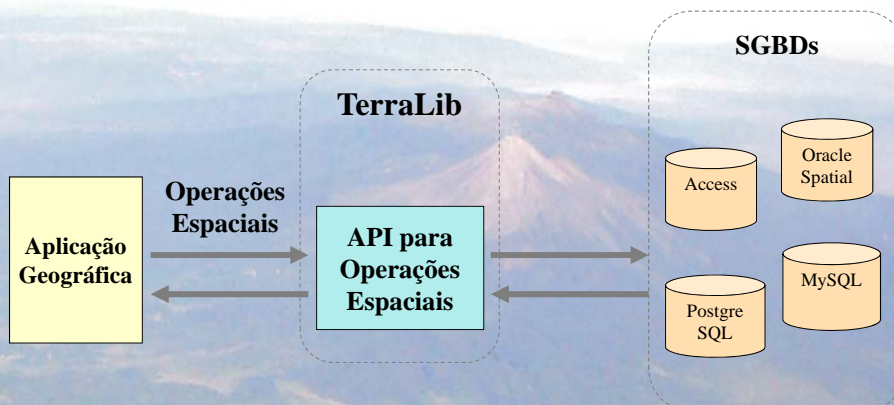 SGBDs
TerraLib
Operações
Espaciais
Aplicação
Geográfica
API para
Operações
Espaciais
Access
Oracle
Spatial
Postgre
SQL
MySQL